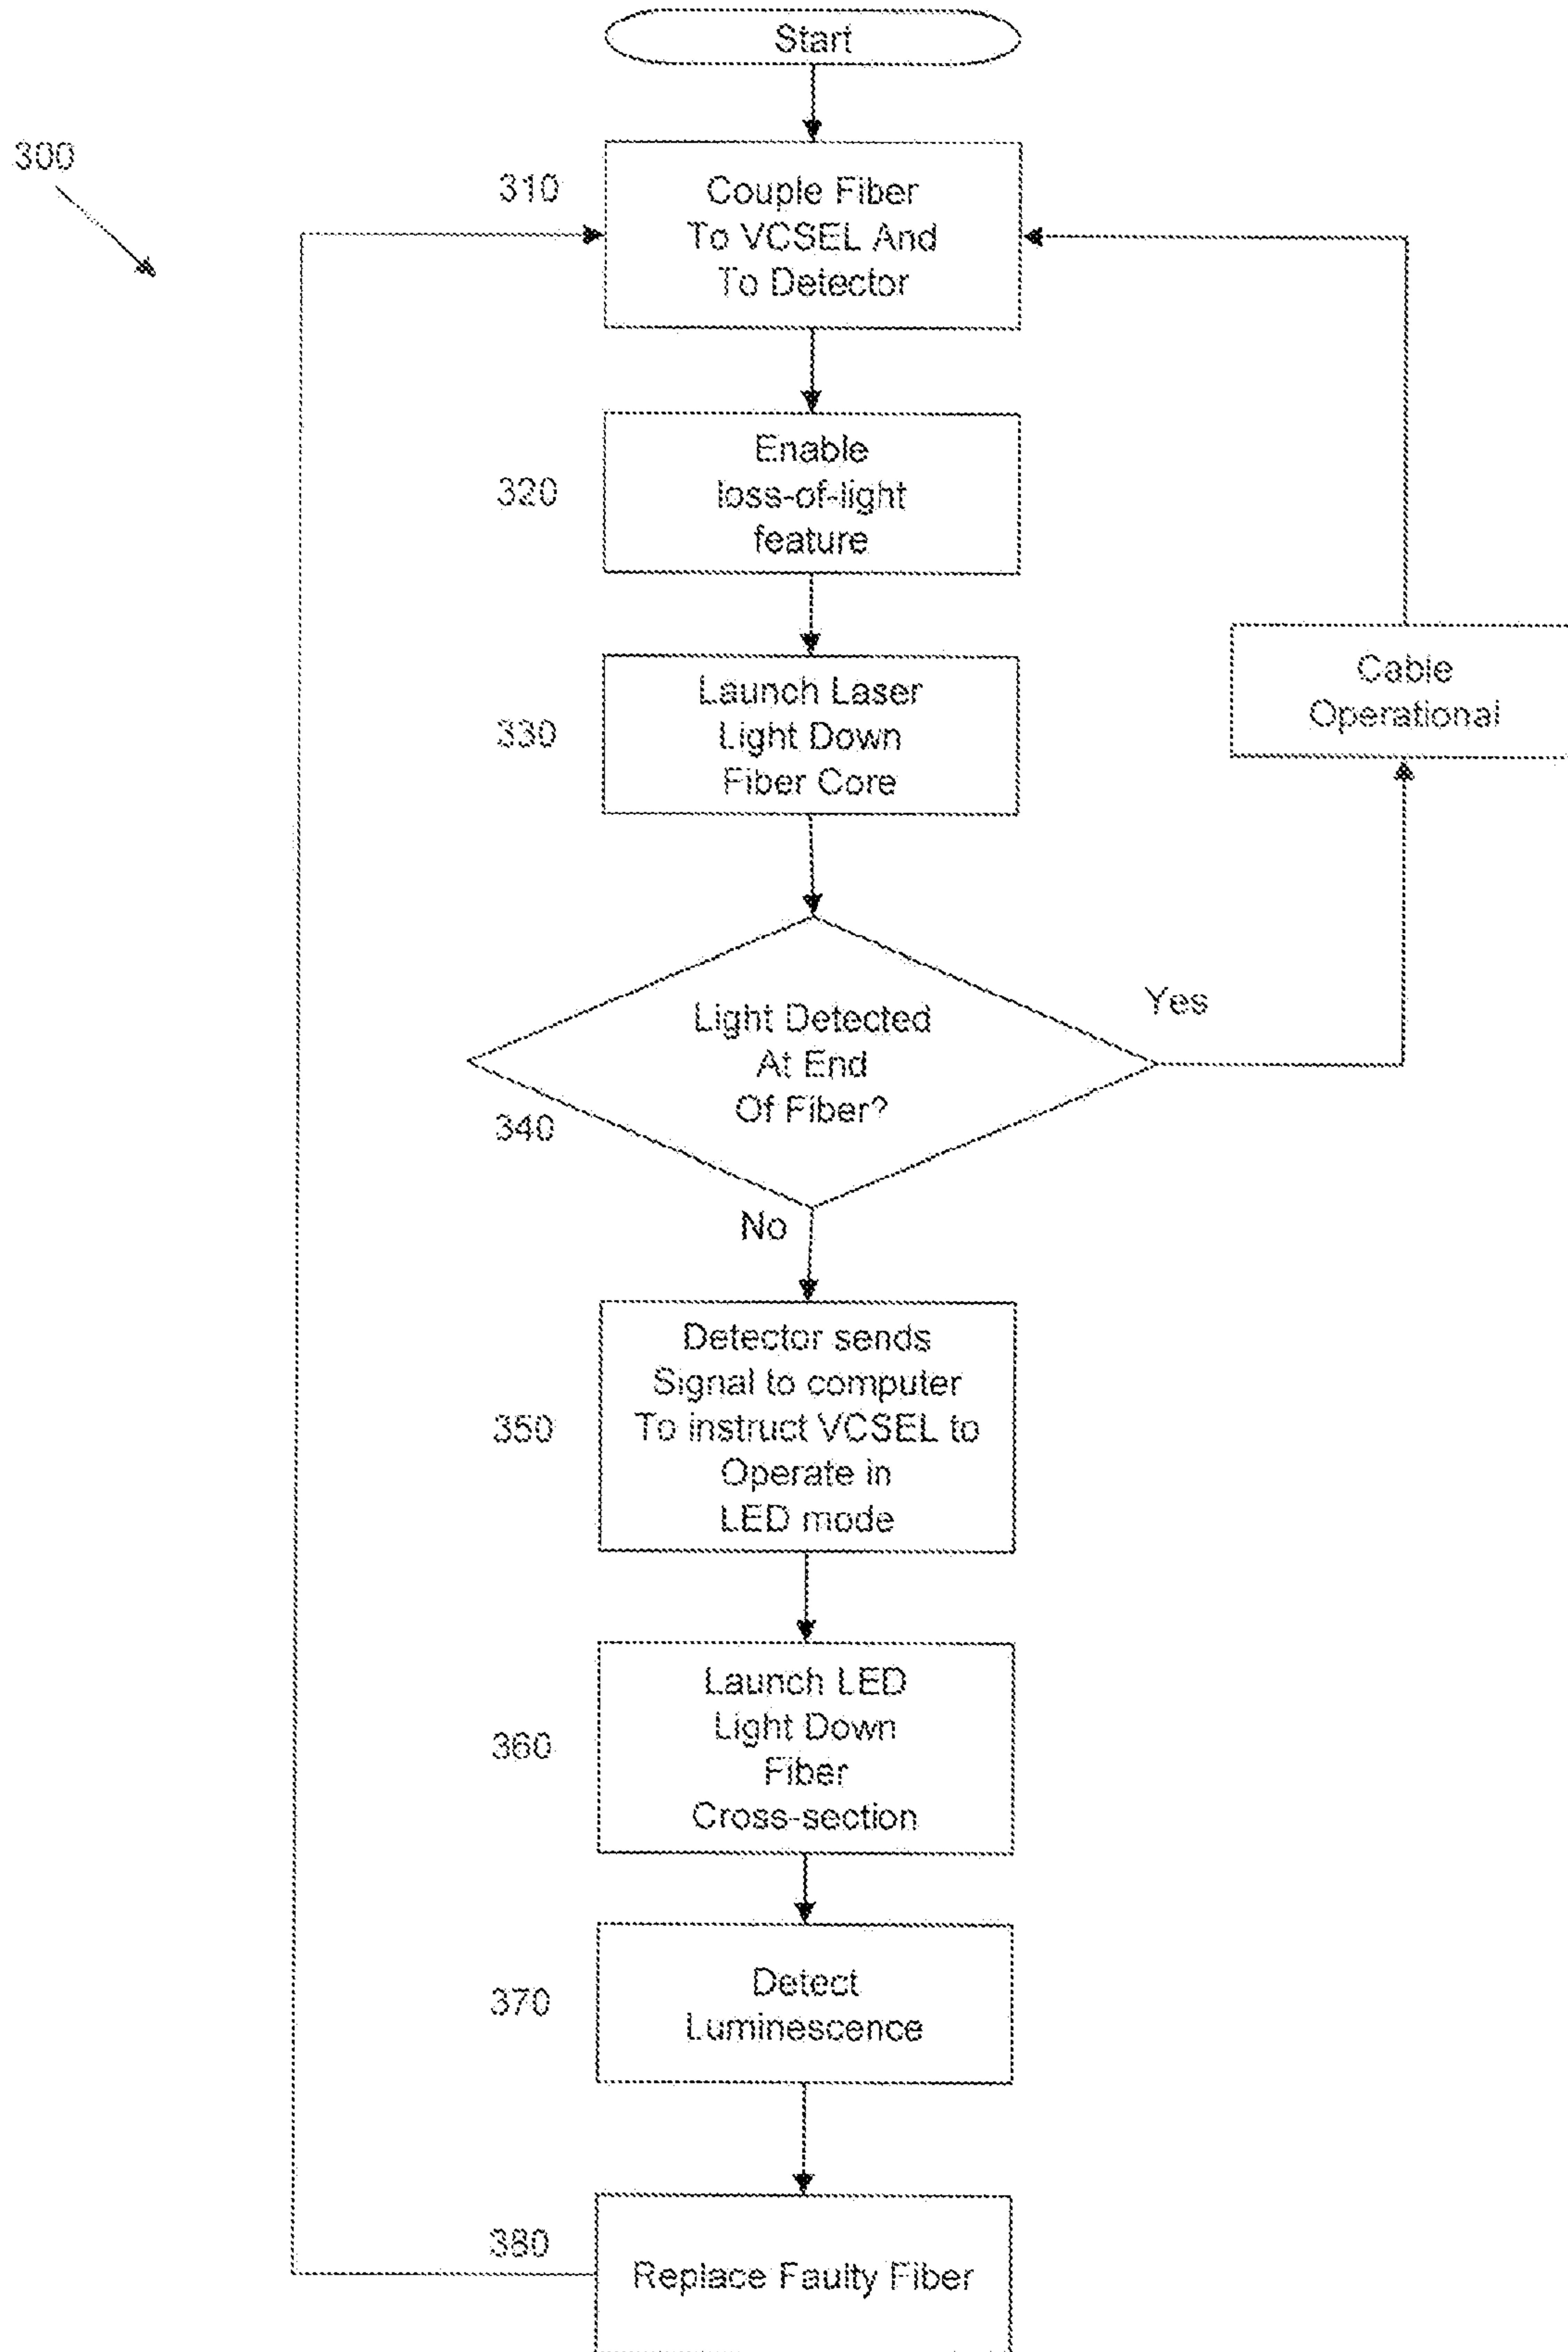 Start
300
310
Couple Fiber
To VCSEL And
To Detector
320
Enable
loss-of-light
feature
330
Launch Laser
Light Down
Fiber Core
Cable
Operational
340
Light Detected
At End
Of Fiber?
Yes
No
350
Detector sends
Signal to computer
To instruct VCSEL to
Operate in
LED mode
360
Launch LED
Light Down
Fiber
Cross-section
370
Detect
Luminescence
380
Replace Faulty Fiber